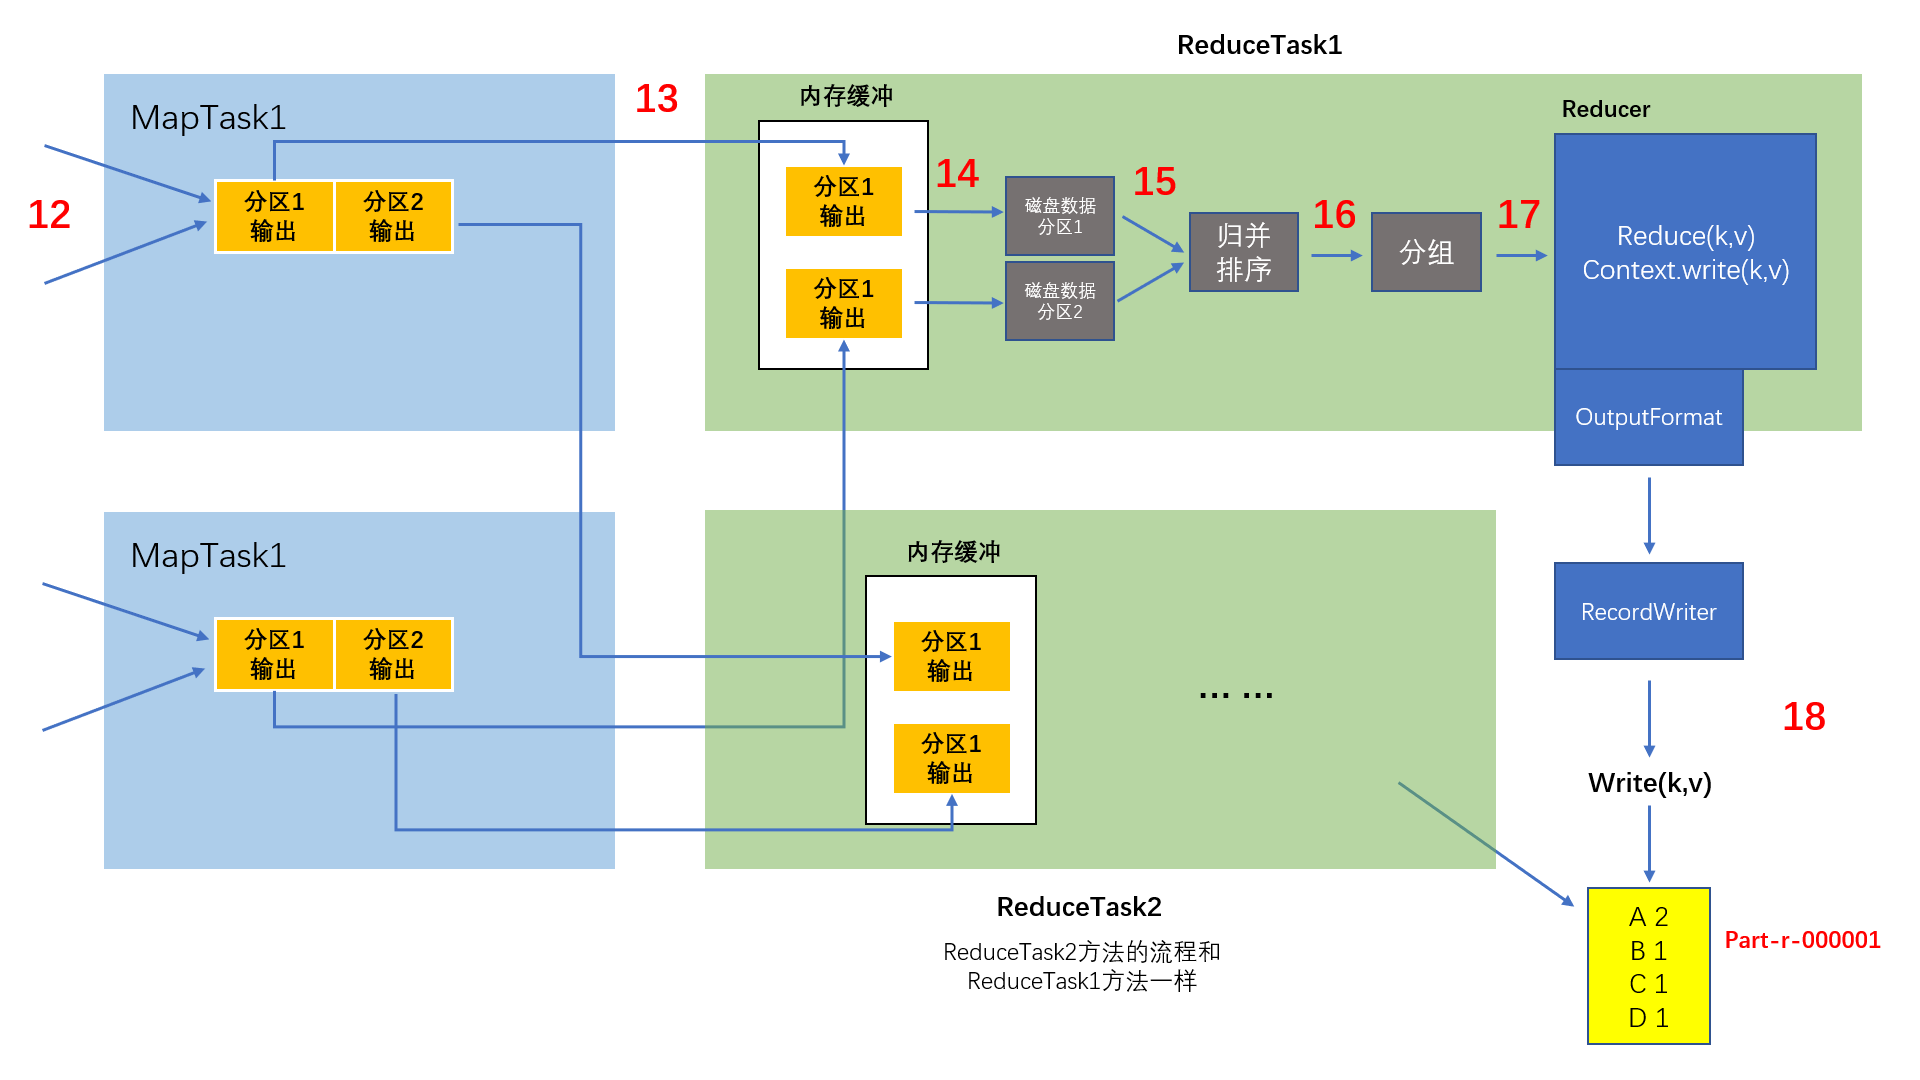 ReduceTask1
MapTask1
12
分区1
输出
分区2
输出
13
内存缓冲
分区1
输出
分区1
输出
14
磁盘数据
分区1
磁盘数据
分区2
15
归并
排序
16
分组
17
Reducer
Reduce(k,v)
Context.write(k,v)
OutputFormat
RecordWriter
18
Write(k,v)
A 2
B 1
C 1
D 1
Part-r-000001
MapTask1
分区1
输出
分区2
输出
内存缓冲
分区1
输出
分区1
输出
... ...
ReduceTask2
ReduceTask2方法的流程和
ReduceTask1方法一样